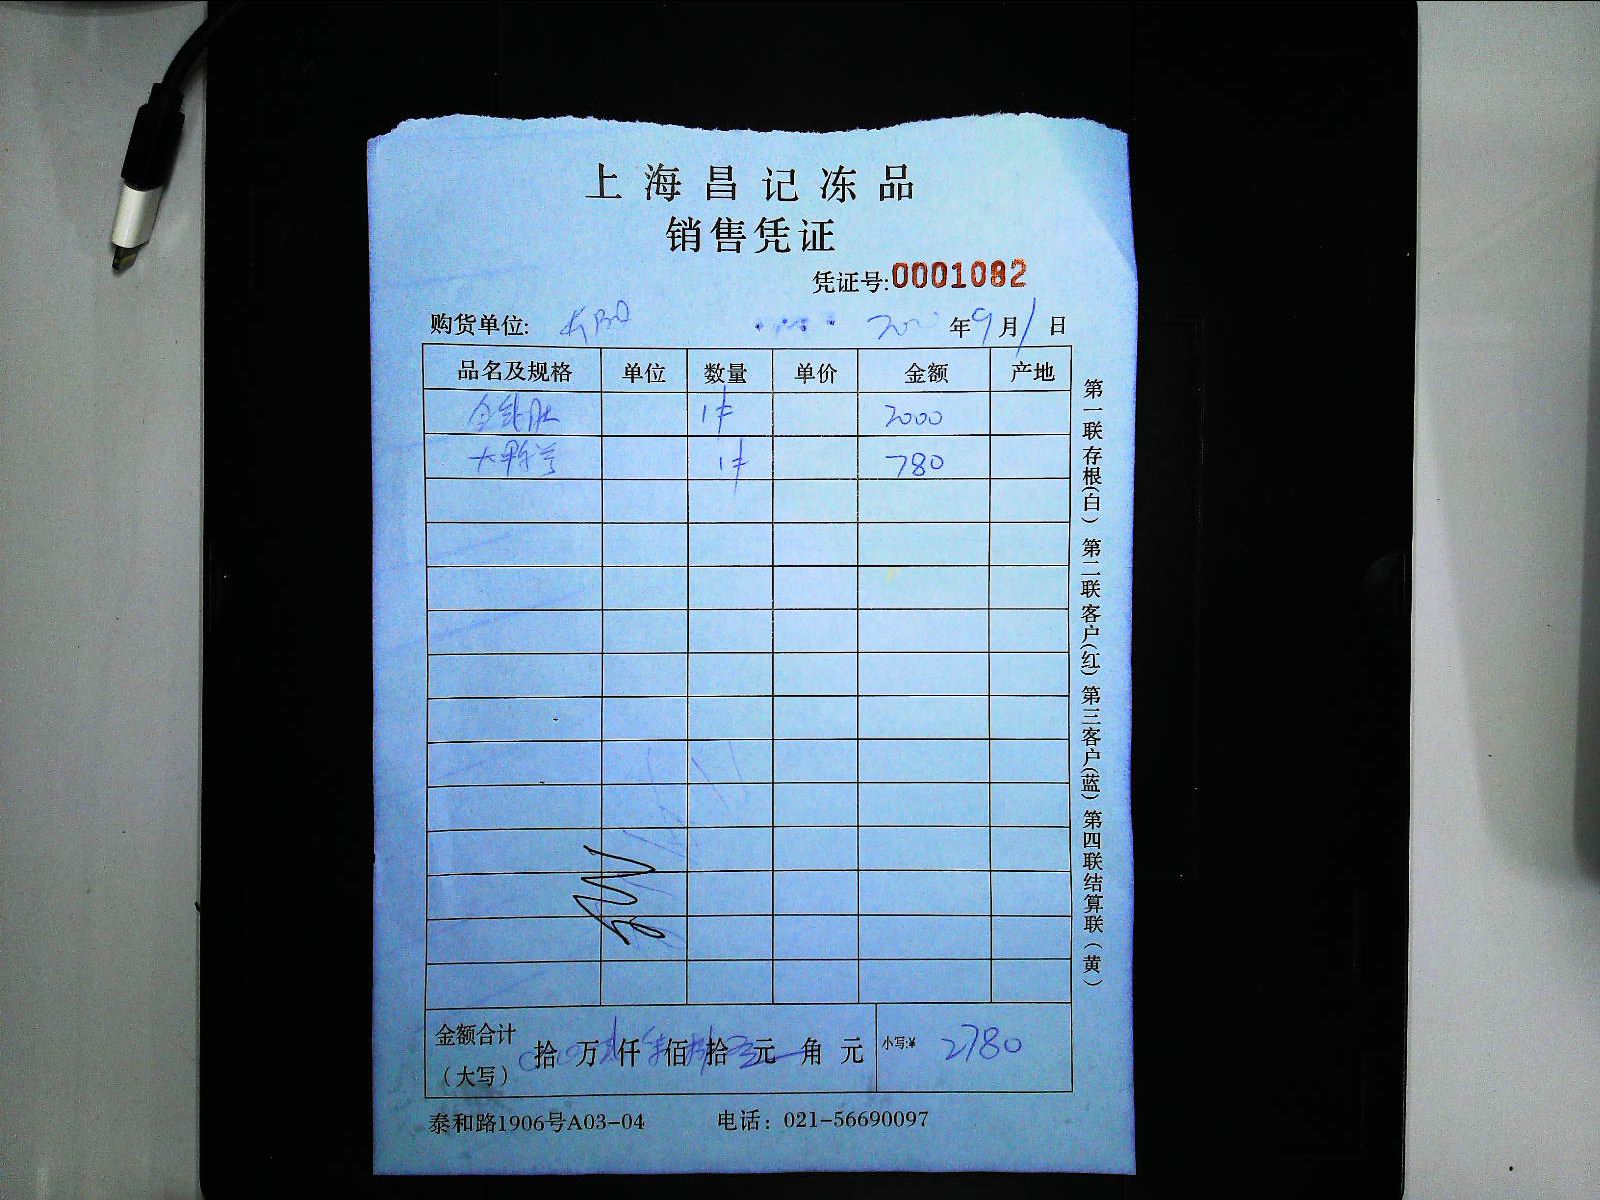 上海昌记冻品
销售凭证
凭证号:0001082
购货单位: 年9月1日
品名及规格 单位 数量 单价 金额 产地
1件 2000
大鸭 1件 780
金额合计（大写） 拾 万 仟 佰 拾 元 角 元 小写:¥ 2780
泰和路1906号A03-04 电话：021-56690097
第一联存根(白) 第二联客户(红) 第三客户(蓝) 第四联结算联(黄)